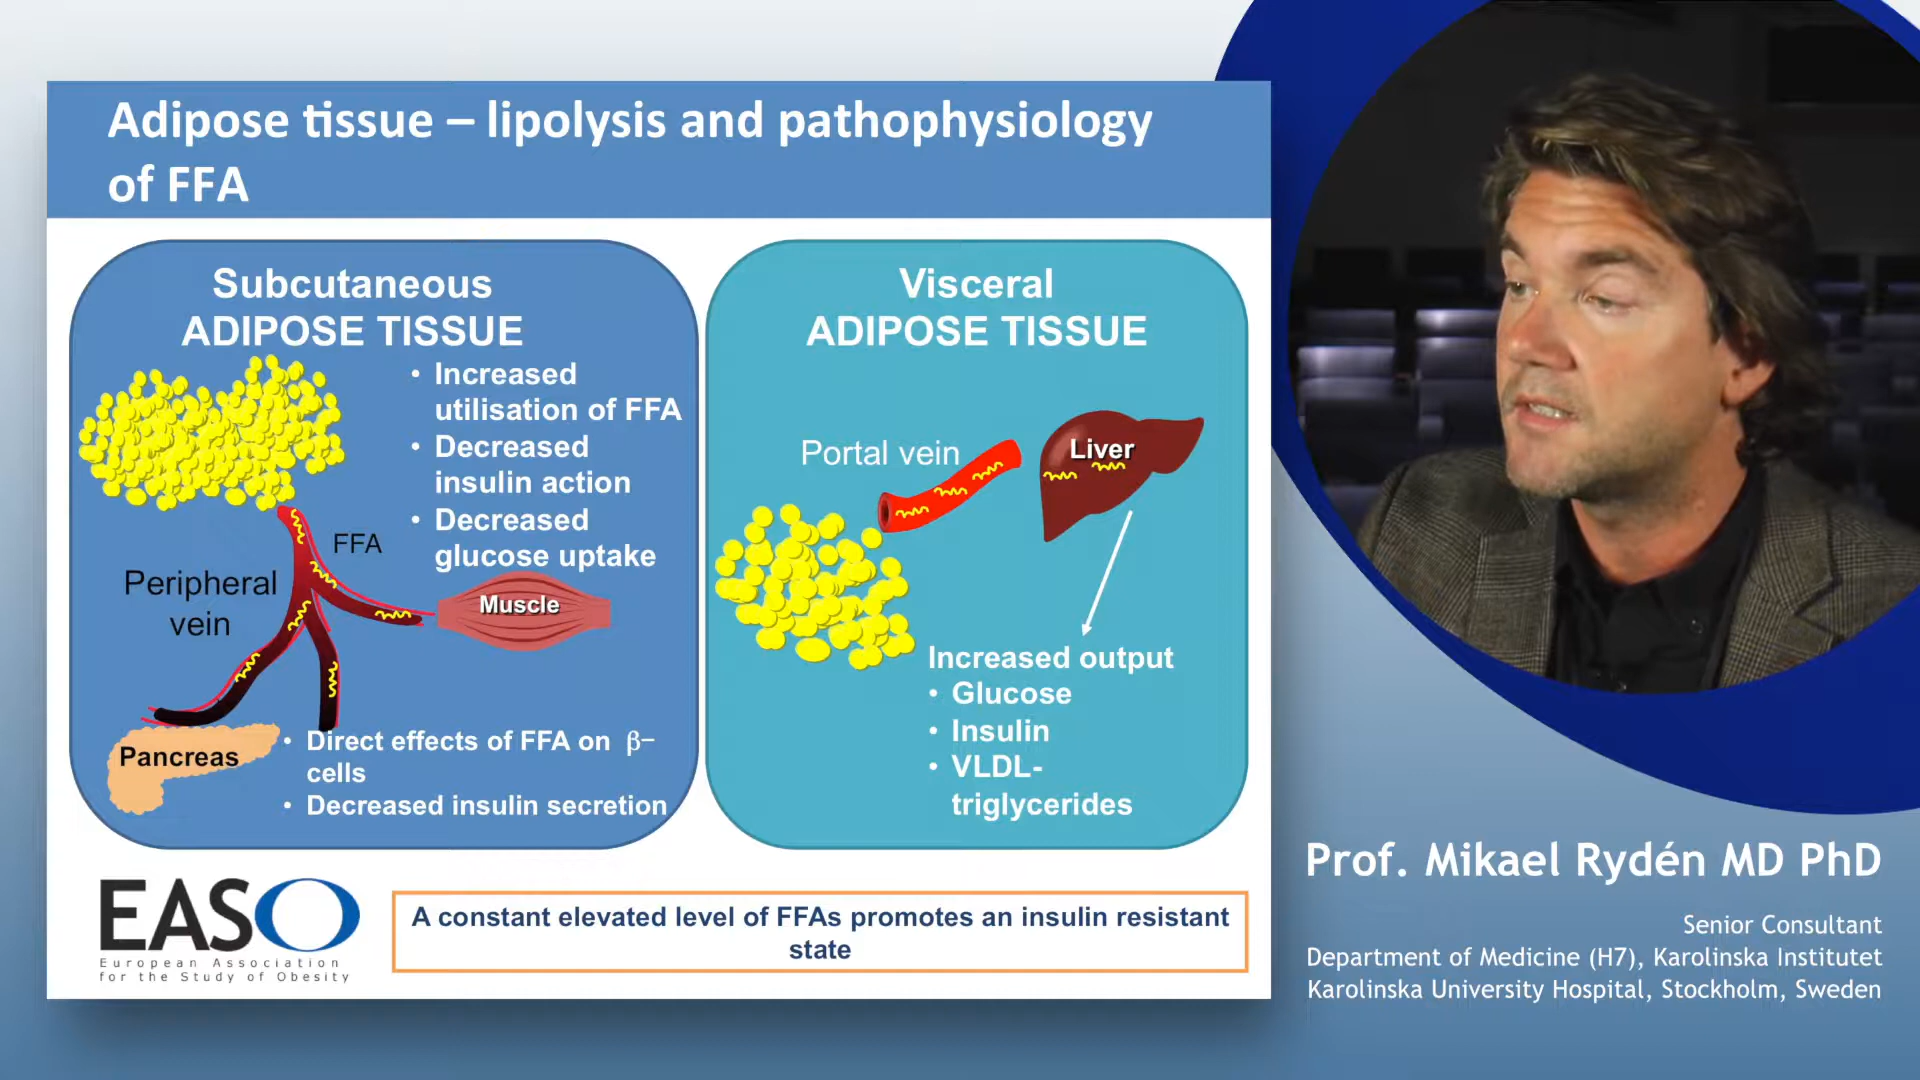 Adipose tissue – lipolysis and pathophysiology
of FFA
Subcutaneous
ADIPOSE TISSUE
• Increased
utilisation of FFA
• Decreased
insulin action
• Decreased
glucose uptake
FFA
Peripheral
vein
Muscle
Pancreas
• Direct effects of FFA on β–
cells
• Decreased insulin secretion
Visceral
ADIPOSE TISSUE
Portal vein
Liver
Increased output
• Glucose
• Insulin
• VLDL-
triglycerides
EASO
European Association
for the Study of Obesity
A constant elevated level of FFAs promotes an insulin resistant
state
Prof. Mikael Rydén MD PhD
Senior Consultant
Department of Medicine (H7), Karolinska Institutet
Karolinska University Hospital, Stockholm, Sweden